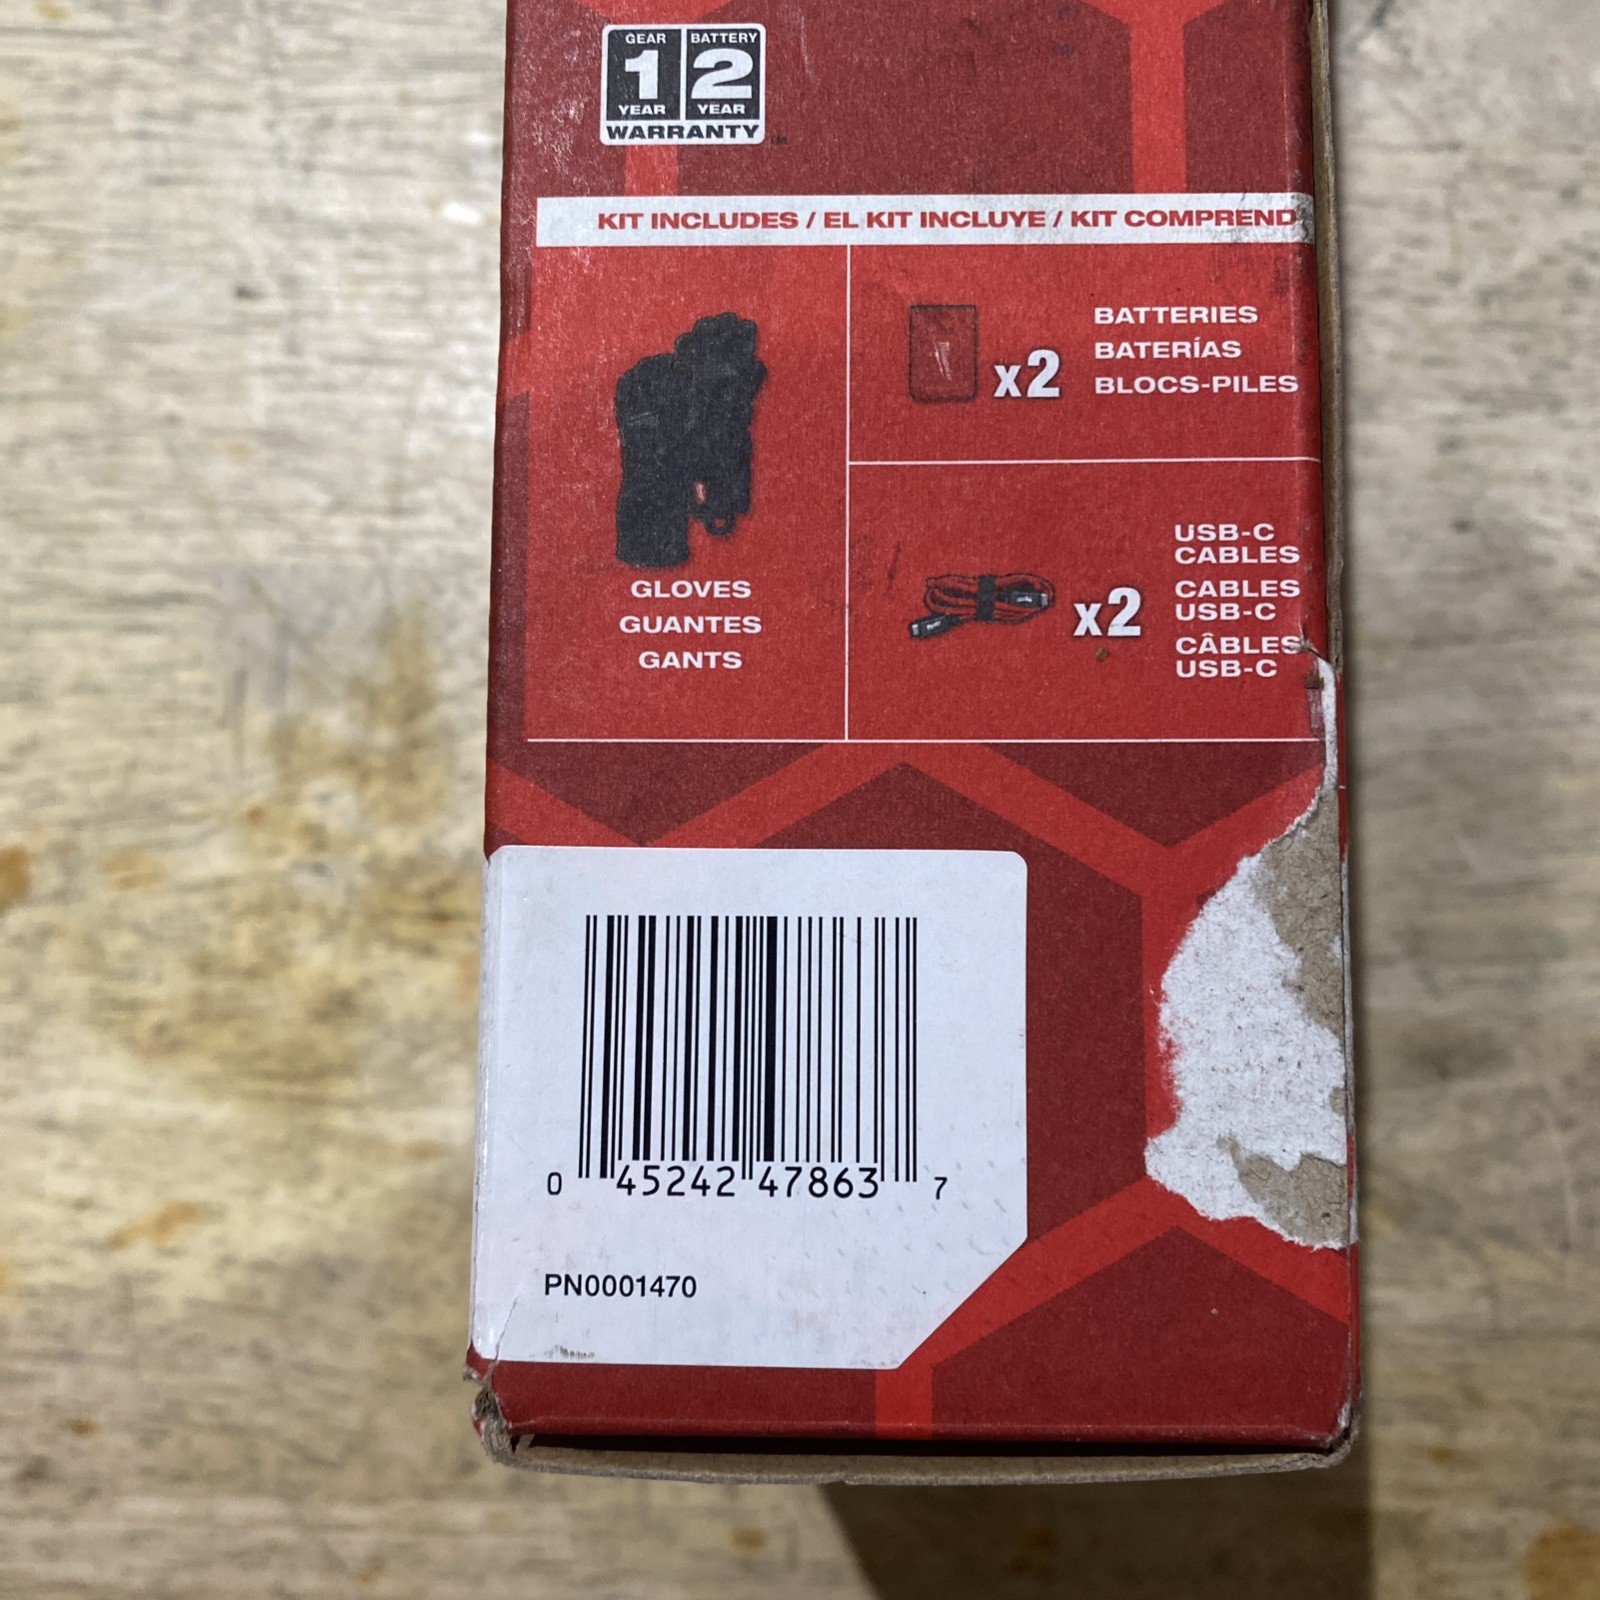 GEAR BATTERY
1 2
YEAR YEAR
WARRANTY™
KIT INCLUDES / EL KIT INCLUYE / KIT COMPREND
BATTERIES
BATERÍAS
BLOCS-PILES
x2
USB-C
CABLES
CABLES
USB-C
CÂBLES
USB-C
x2
GLOVES
GUANTES
GANTS
0 45242 47863 7
PN0001470